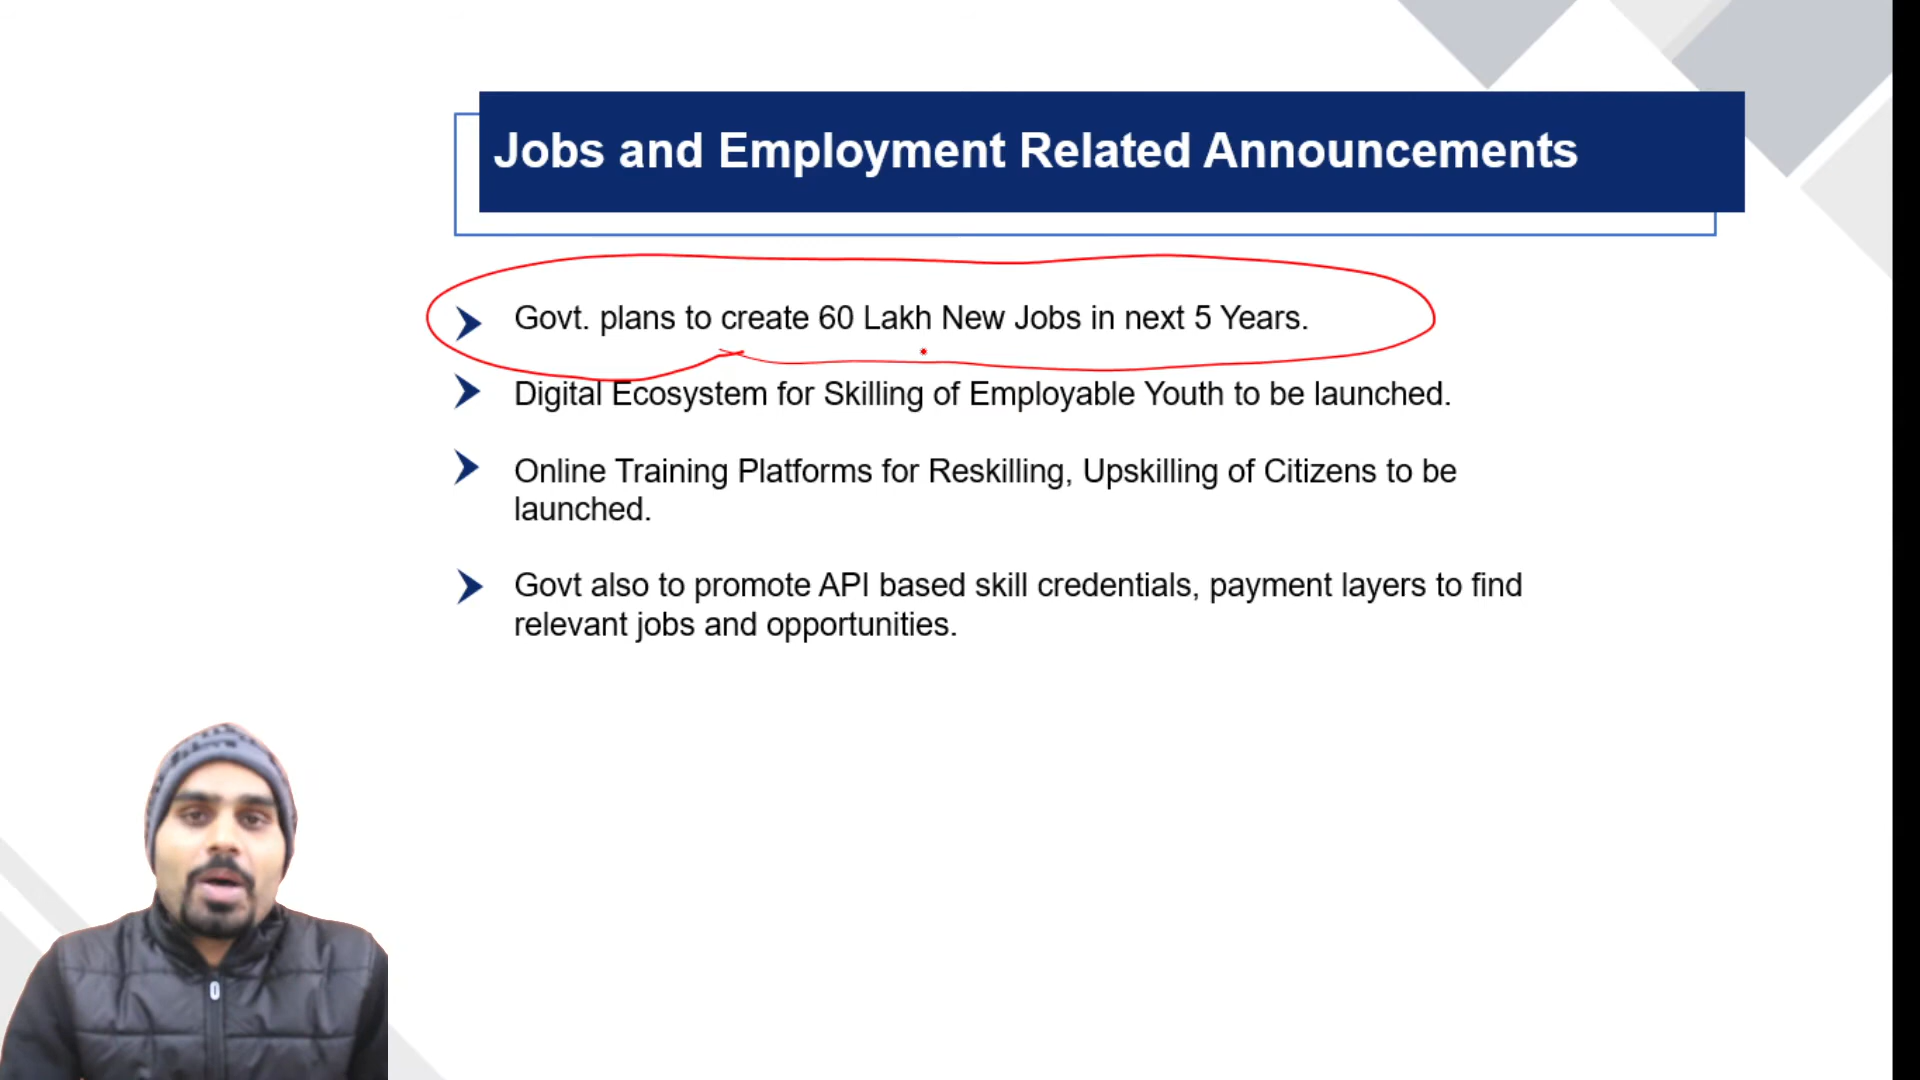 Jobs and Employment Related Announcements
Govt. plans to create 60 Lakh New Jobs in next 5 Years.
Digital Ecosystem for Skilling of Employable Youth to be launched.
Online Training Platforms for Reskilling, Upskilling of Citizens to be
launched.
Govt also to promote API based skill credentials, payment layers to find
relevant jobs and opportunities.